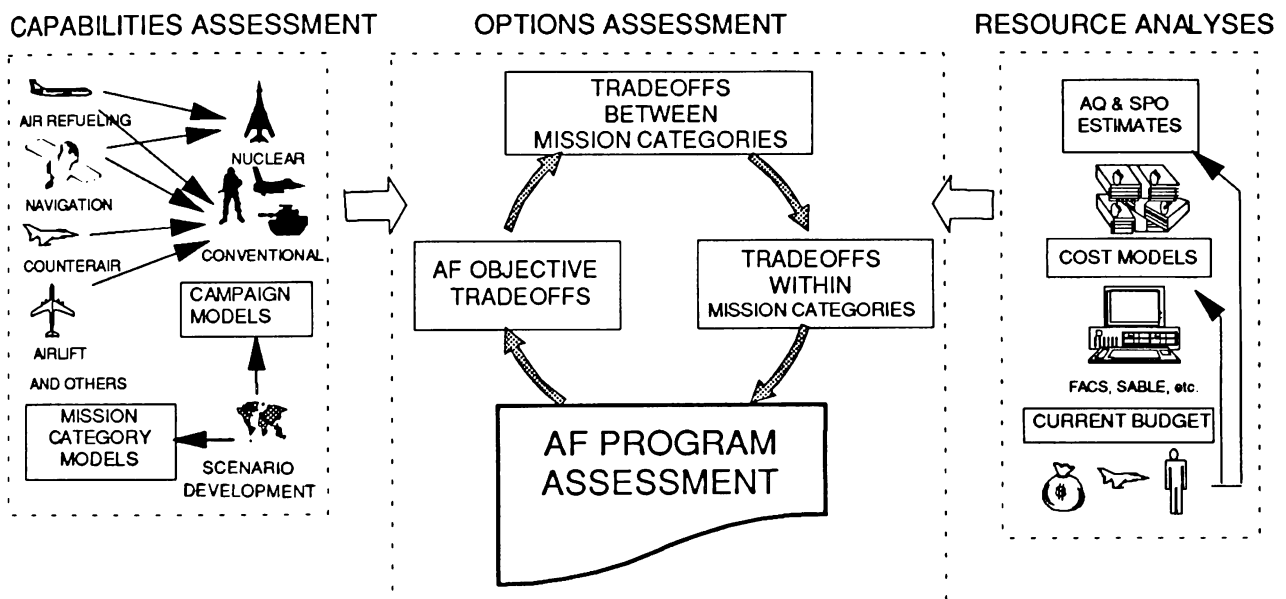 CAPABILITIES ASSESSMENT
AIR REFUELING
NUCLEAR
NAVIGATION
CONVENTIONAL
COUNTERAIR
CAMPAIGN
MODELS
AIRLIFT
AND OTHERS
MISSION
CATEGORY
MODELS
SCENARIO
DEVELOPMENT
OPTIONS ASSESSMENT
TRADEOFFS
BETWEEN
MISSION CATEGORIES
AF OBJECTIVE
TRADEOFFS
TRADEOFFS
WITHIN
MISSION CATEGORIES
AF PROGRAM
ASSESSMENT
RESOURCE ANALYSES
AQ & SPO
ESTIMATES
COST MODELS
FACS, SABLE, etc.
CURRENT BUDGET
$